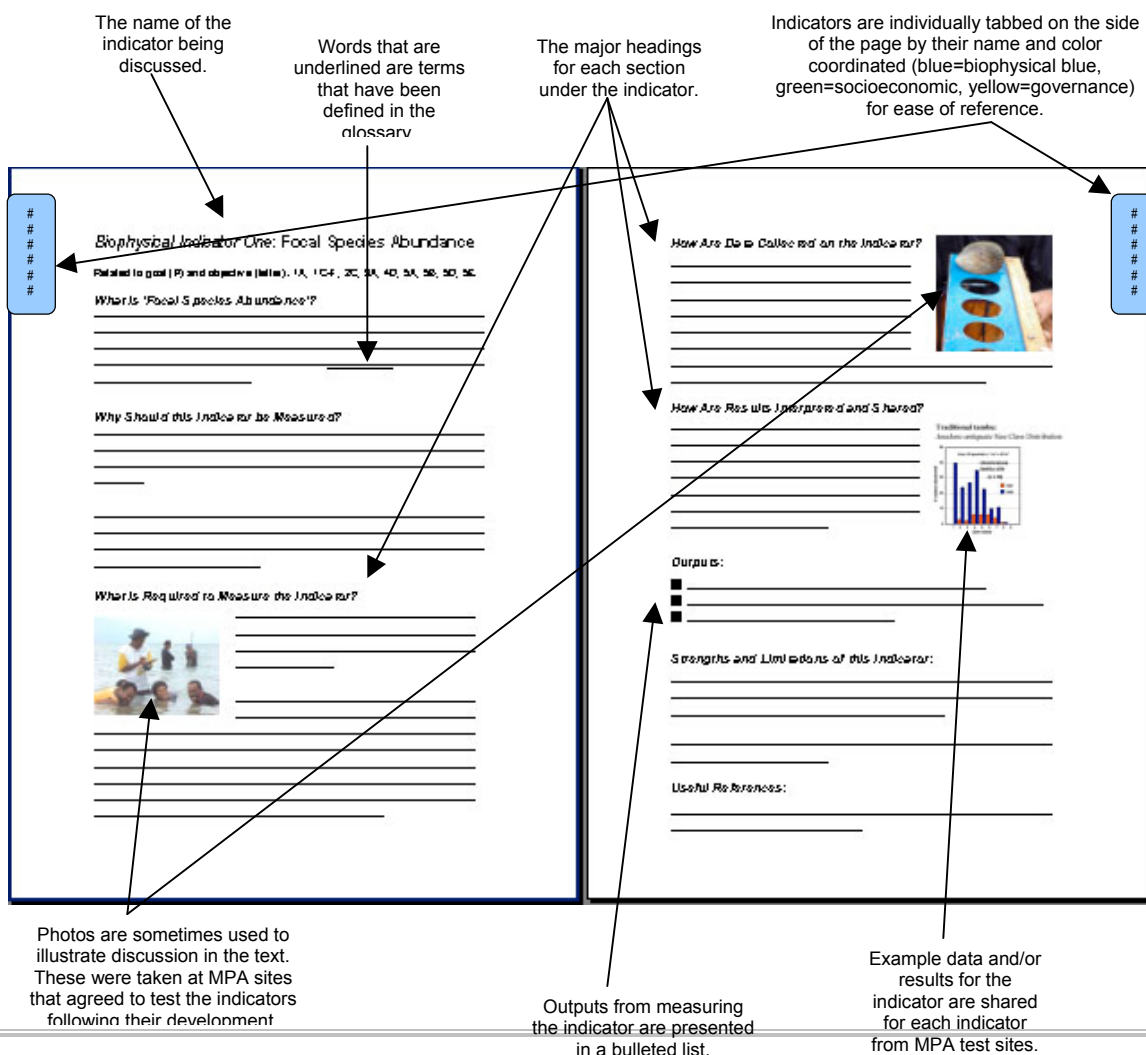 The name of the
indicator being
discussed.
Words that are
underlined are terms
that have been
defined in the
glossary
The major headings
for each section
under the indicator.
Indicators are individually tabbed on the side
of the page by their name and color
coordinated (blue=biophysical blue,
green=socioeconomic, yellow=governance)
for ease of reference.
#
#
#
#
#
#
Biophysical Indicator One: Focal Species Abundance
Related to goal (#) and objective (letter):
What is 'Focal Species Abundance'?
Why Should this Indicator be Measured?
What is Required to Measure the Indicator?
#
#
#
#
#
#
How Are Data Collected on the Indicator?
How Are Results Interpreted and Shared?
Outputs:
Strengths and Limitations of this Indicator:
Useful References:
Photos are sometimes used to
illustrate discussion in the text.
These were taken at MPA sites
that agreed to test the indicators
following their development
Outputs from measuring
the indicator are presented
in a bulleted list.
Example data and/or
results for the
indicator are shared
for each indicator
from MPA test sites.